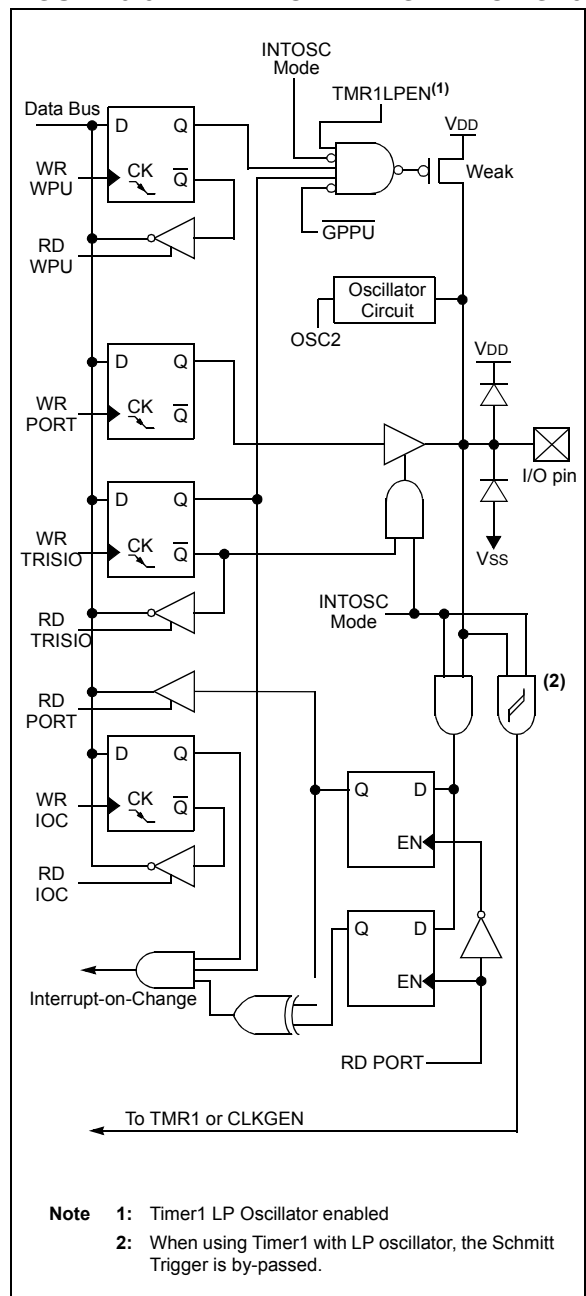 INTOSC
Mode
TMR1LPEN(1)
Data Bus
D Q
VDD
WR
WPU
CK Q
Weak
RD
WPU
GPPU
Oscillator
Circuit
OSC2
D Q
VDD
WR
PORT
CK Q
I/O pin
D Q
WR
TRISIO
CK Q
VSS
INTOSC
Mode
RD
TRISIO
(2)
RD
PORT
D Q
WR
IOC
CK Q
Q D
EN
RD
IOC
Q D
EN
Interrupt-on-Change
RD PORT
To TMR1 or CLKGEN
Note 1: Timer1 LP Oscillator enabled
2: When using Timer1 with LP oscillator, the Schmitt
Trigger is by-passed.